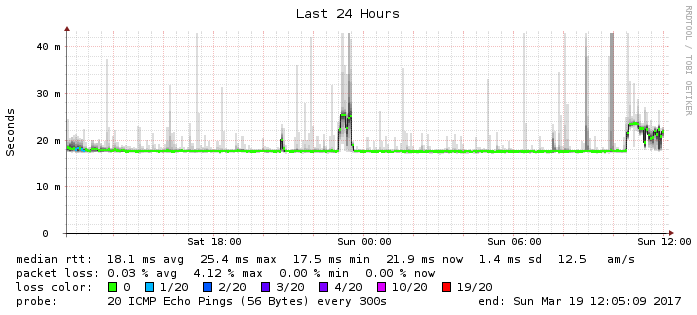 Last 24 Hours
RRDTOOL / TOBI OETIKER
Seconds
40 m
30 m
20 m
10 m
0
Sat 18:00 Sun 00:00 Sun 06:00 Sun 12:00
median rtt: 18.1 ms avg 25.4 ms max 17.5 ms min 21.9 ms now 1.4 ms sd 12.5 am/s
packet loss: 0.03 % avg 4.12 % max 0.00 % min 0.00 % now
loss color: 0 1/20 2/20 3/20 4/20 10/20 19/20
probe: 20 ICMP Echo Pings (56 Bytes) every 300s end: Sun Mar 19 12:05:09 2017